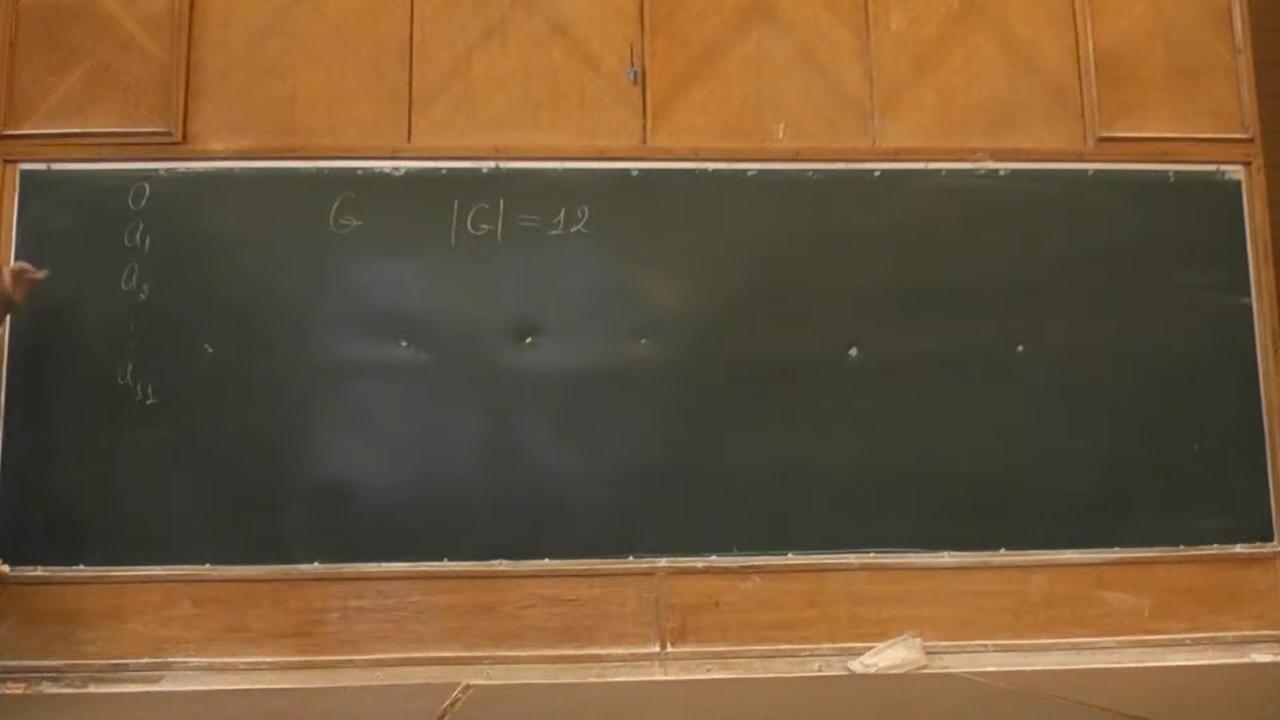 0
a₁
a₂
⋮
a₁₁
G |G| = 12